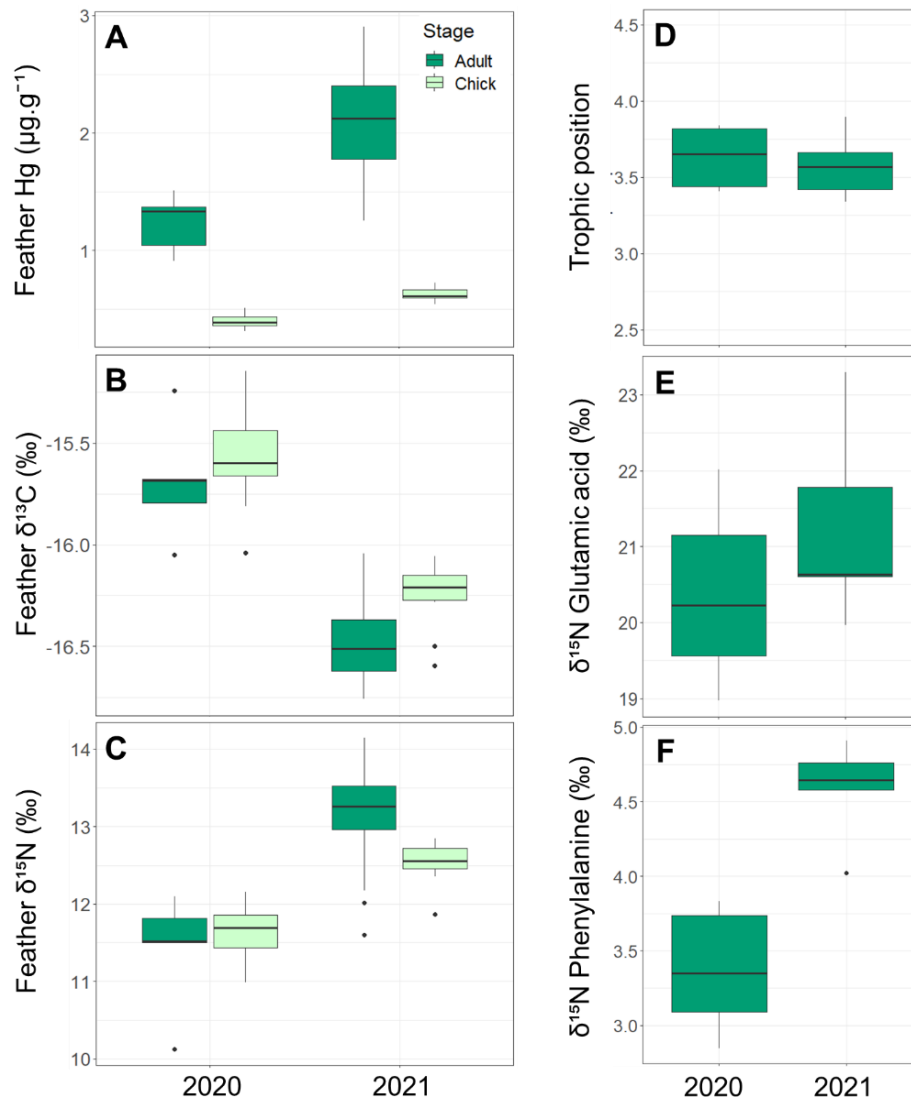 A
Feather Hg (µg.g⁻¹)
3
2
1
Stage
Adult
Chick
B
Feather δ¹³C (‰)
-15.5
-16.0
-16.5
C
Feather δ¹⁵N (‰)
14
13
12
11
10
2020 2021
D
Trophic position
4.5
4.0
3.5
3.0
2.5
E
δ¹⁵N Glutamic acid (‰)
23
22
21
20
19
F
δ¹⁵N Phenylalanine (‰)
5.0
4.5
4.0
3.5
3.0
2020 2021